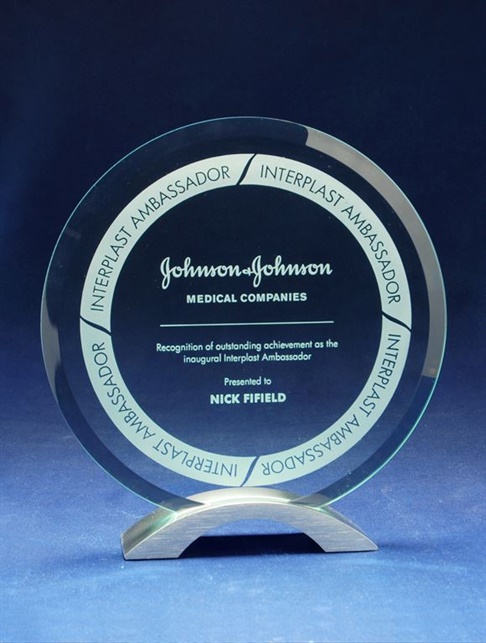 INTERPLAST AMBASSADOR / INTERPLAST AMBASSADOR / INTERPLAST AMBASSADOR / INTERPLAST AMBASSADOR /
Johnson & Johnson
MEDICAL COMPANIES
Recognition of outstanding achievement as the
inaugural Interplast Ambassador
Presented to
NICK FIFIELD